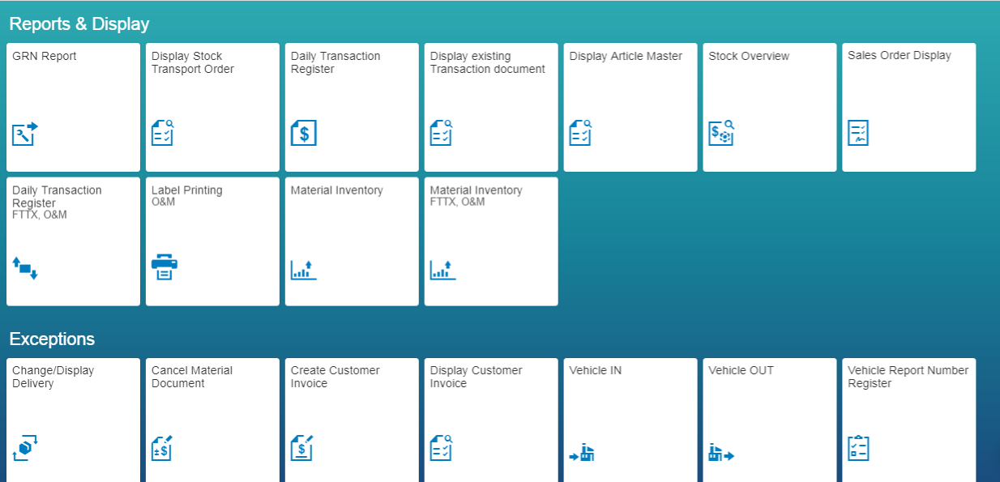 Reports & Display
GRN Report
Display Stock
Transport Order
Daily Transaction
Register
Display existing
Transaction document
Display Article Master
Stock Overview
Sales Order Display
Daily Transaction
Register
FTTX, O&M
Label Printing
O&M
Material Inventory
Material Inventory
FTTX, O&M
Exceptions
Change/Display
Delivery
Cancel Material
Document
Create Customer
Invoice
Display Customer
Invoice
Vehicle IN
Vehicle OUT
Vehicle Report Number
Register